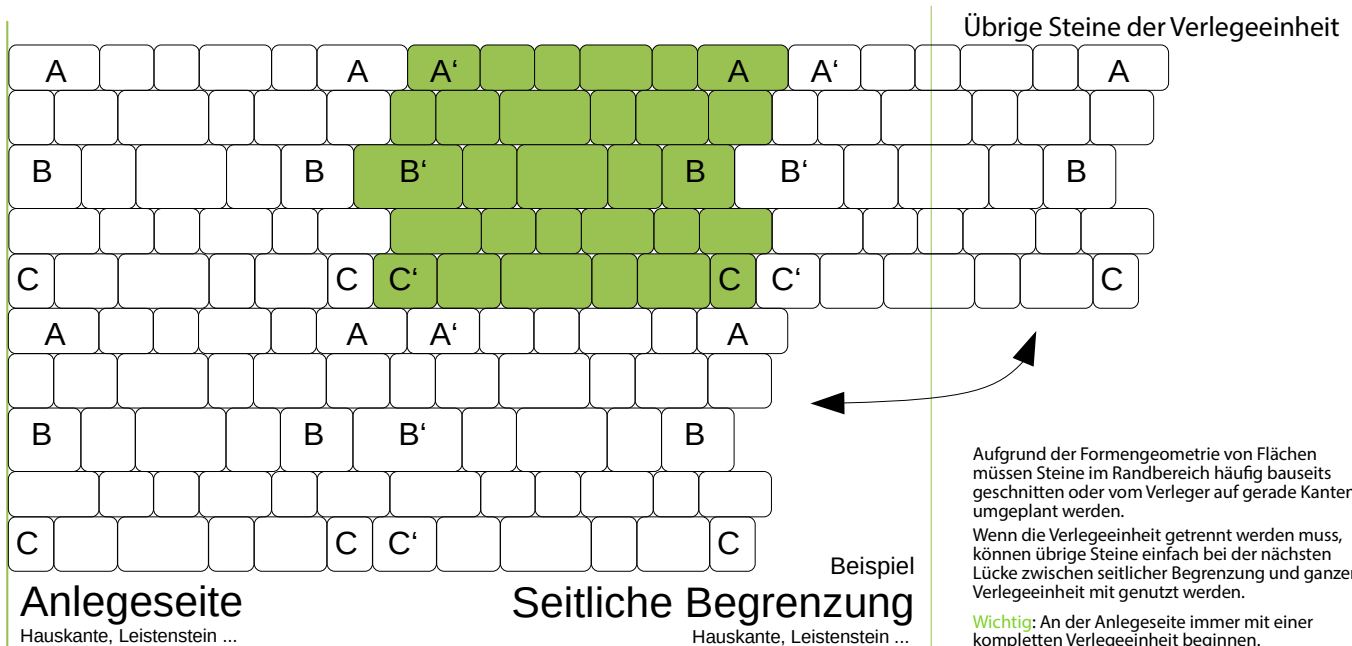 Übrige Steine der Verlegeeinheit
A A A‘ A A‘ A
B B B‘ B B‘ B
C C C‘ C C‘ C
A A A‘ A
B B B‘ B
C C C‘ C
Aufgrund der Formengeometrie von Flächen
müssen Steine im Randbereich häufig bauseits
geschnitten oder vom Verleger auf gerade Kanten
umgeplant werden.
Wenn die Verlegeeinheit getrennt werden muss,
können übrige Steine einfach bei der nächsten
Lücke zwischen seitlicher Begrenzung und ganzer
Verlegeeinheit mit genutzt werden.
Wichtig: An der Anlegeseite immer mit einer
kompletten Verlegeeinheit beginnen.
Beispiel
Anlegeseite
Hauskante, Leistenstein ...
Seitliche Begrenzung
Hauskante, Leistenstein ...